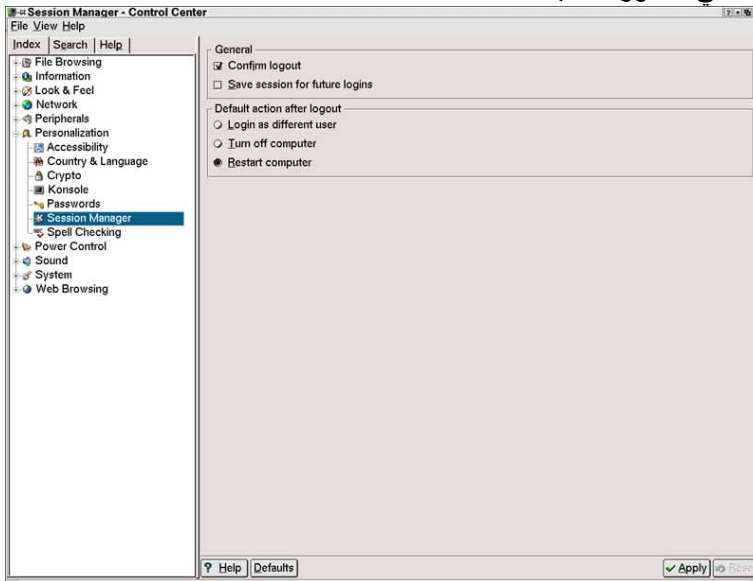 Session Manager - Control Center
File View Help
Index Search Help
File Browsing
Information
Look & Feel
Network
Peripherals
Personalization
Accessibility
Country & Language
Crypto
Konsole
Passwords
Session Manager
Spell Checking
Power Control
Sound
System
Web Browsing
General
Confirm logout
Save session for future logins
Default action after logout
Login as different user
Turn off computer
Restart computer
? Help Defaults
Apply